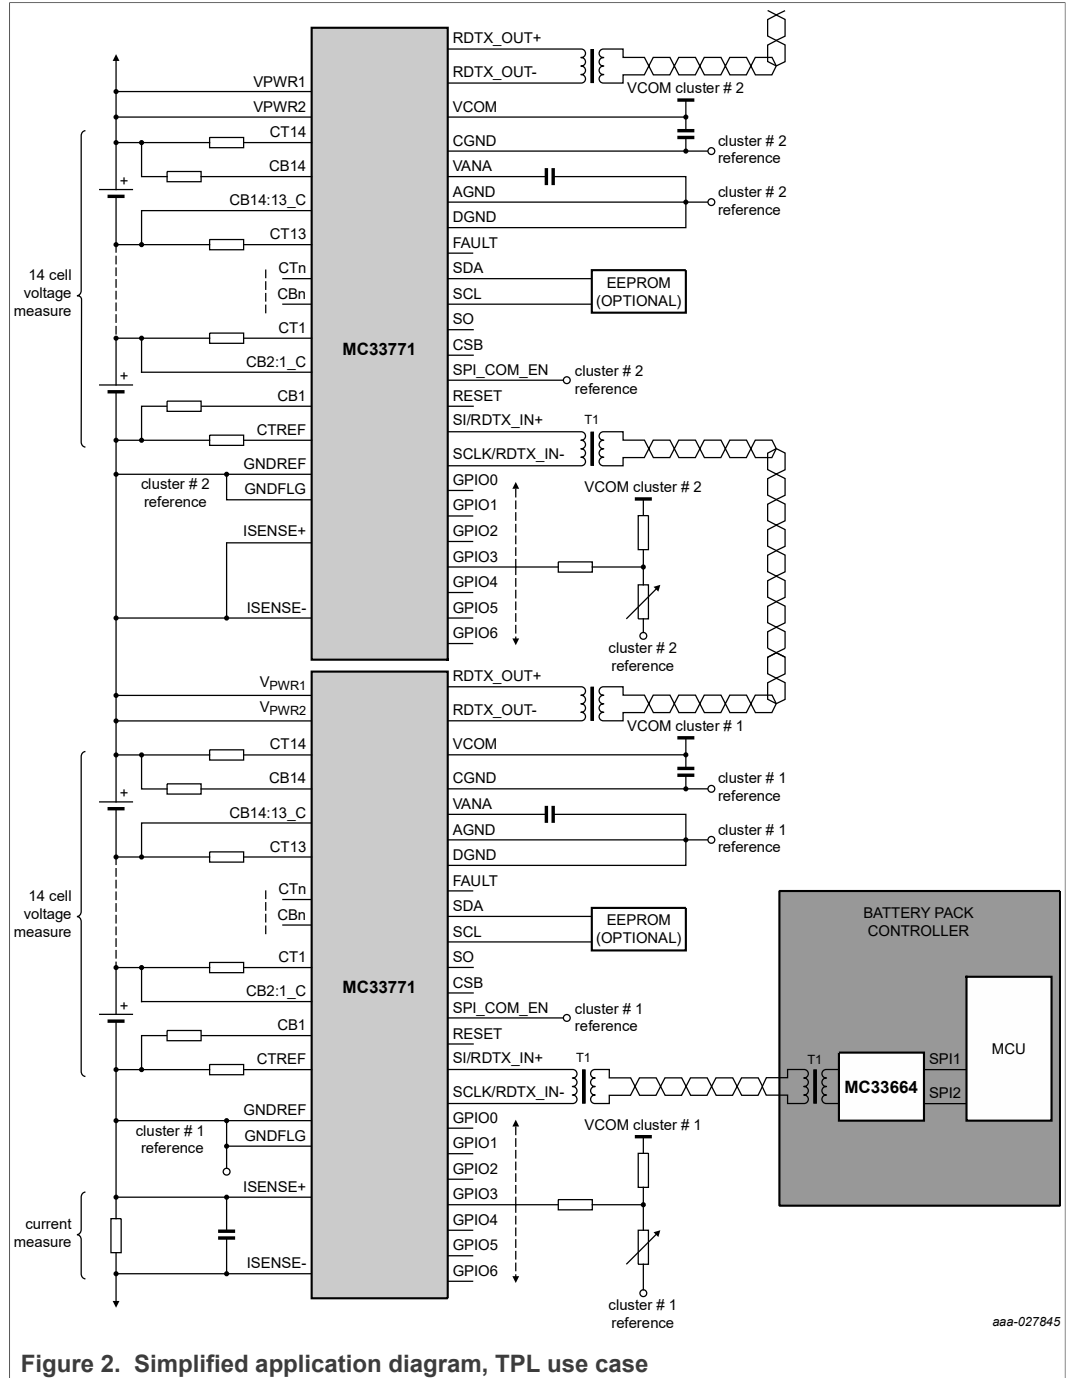 RDTX_OUT+
RDTX_OUT-
VCOM cluster # 2
VPWR1
VPWR2
VCOM
CT14
CGND
cluster # 2
reference
CB14
VANA
+
CB14:13_C
AGND
cluster # 2
reference
DGND
CT13
FAULT
14 cell
voltage
measure
CTn
SDA
EEPROM
(OPTIONAL)
CBn
SCL
SO
CT1
MC33771
CSB
CB2:1_C
SPI_COM_EN
cluster # 2
reference
+
CB1
RESET
SI/RDTX_IN+
T1
CTREF
SCLK/RDTX_IN-
GNDREF
GPIO0
cluster # 2
reference
GNDFLG
VCOM cluster # 2
GPIO1
ISENSE+
GPIO2
GPIO3
GPIO4
ISENSE-
GPIO5
GPIO6
cluster # 2
reference
RDTX_OUT+
VPWR1
VPWR2
RDTX_OUT-
VCOM cluster # 1
CT14
VCOM
CB14
CGND
cluster # 1
reference
+
VANA
CB14:13_C
AGND
cluster # 1
reference
CT13
DGND
FAULT
14 cell
voltage
measure
CTn
SDA
EEPROM
(OPTIONAL)
CBn
SCL
SO
CT1
MC33771
CSB
CB2:1_C
SPI_COM_EN
cluster # 1
reference
+
CB1
RESET
CTREF
SI/RDTX_IN+
T1
SCLK/RDTX_IN-
BATTERY PACK
CONTROLLER
MCU
T1
MC33664
SPI1
SPI2
GNDREF
GPIO0
cluster # 1
reference
GNDFLG
VCOM cluster # 1
GPIO1
GPIO2
ISENSE+
GPIO3
current
measure
GPIO4
GPIO5
ISENSE-
GPIO6
cluster # 1
reference
aaa-027845
Figure 2. Simplified application diagram, TPL use case